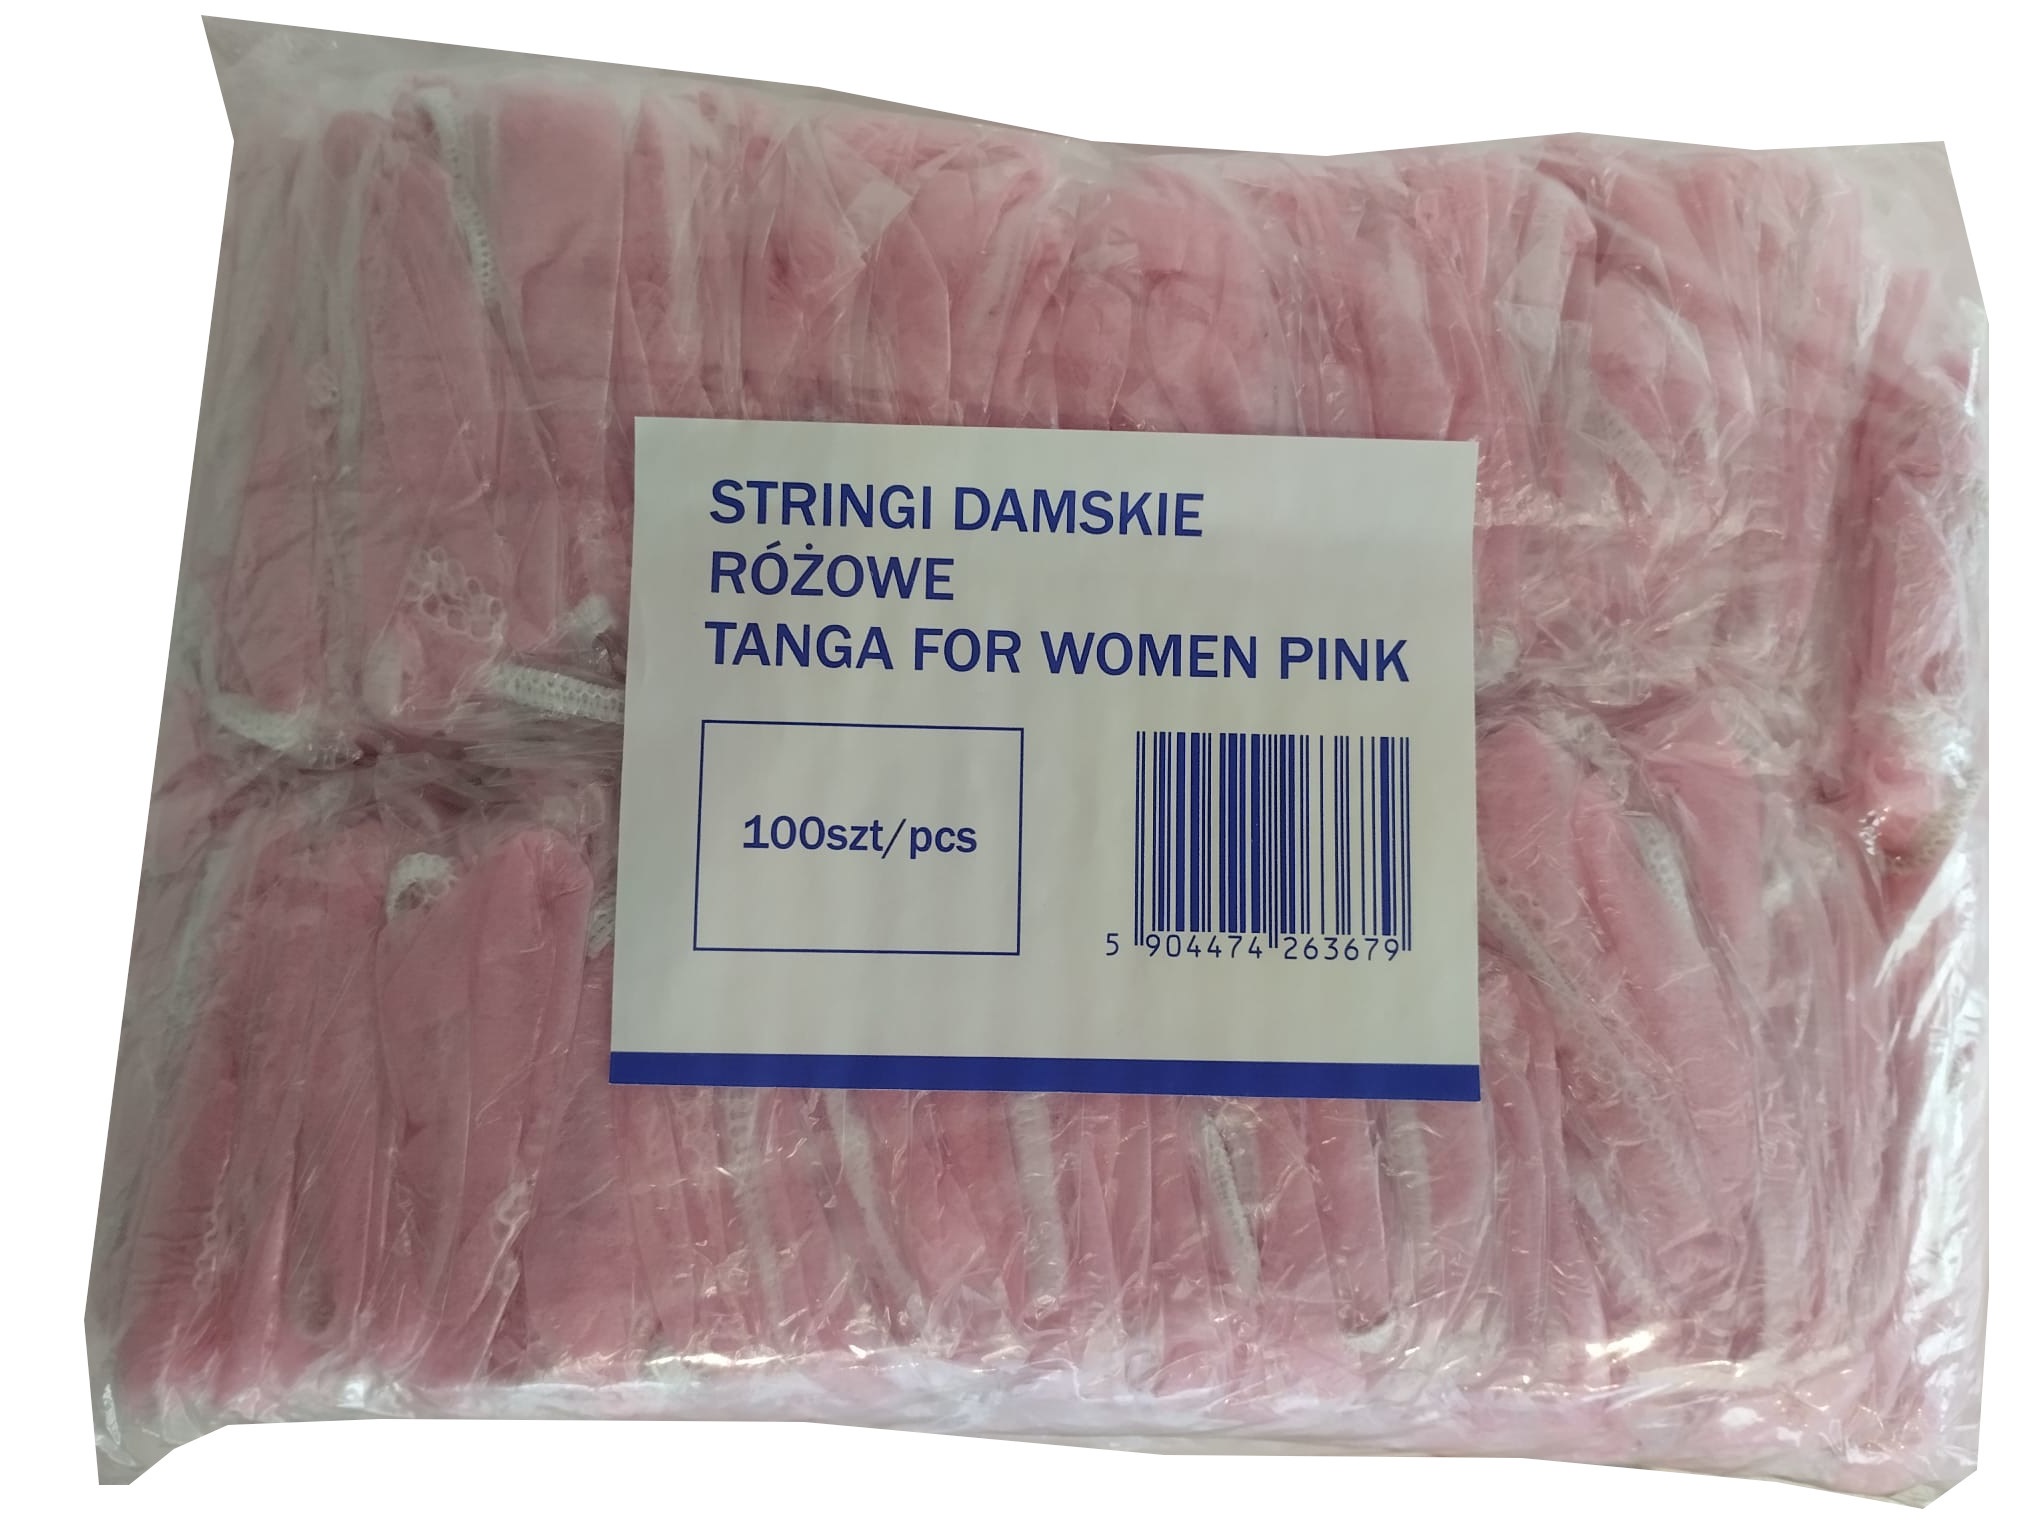 STRINGI DAMSKIE
RÓŻOWE
TANGA FOR WOMEN PINK
100szt/pcs
5 904474 263679